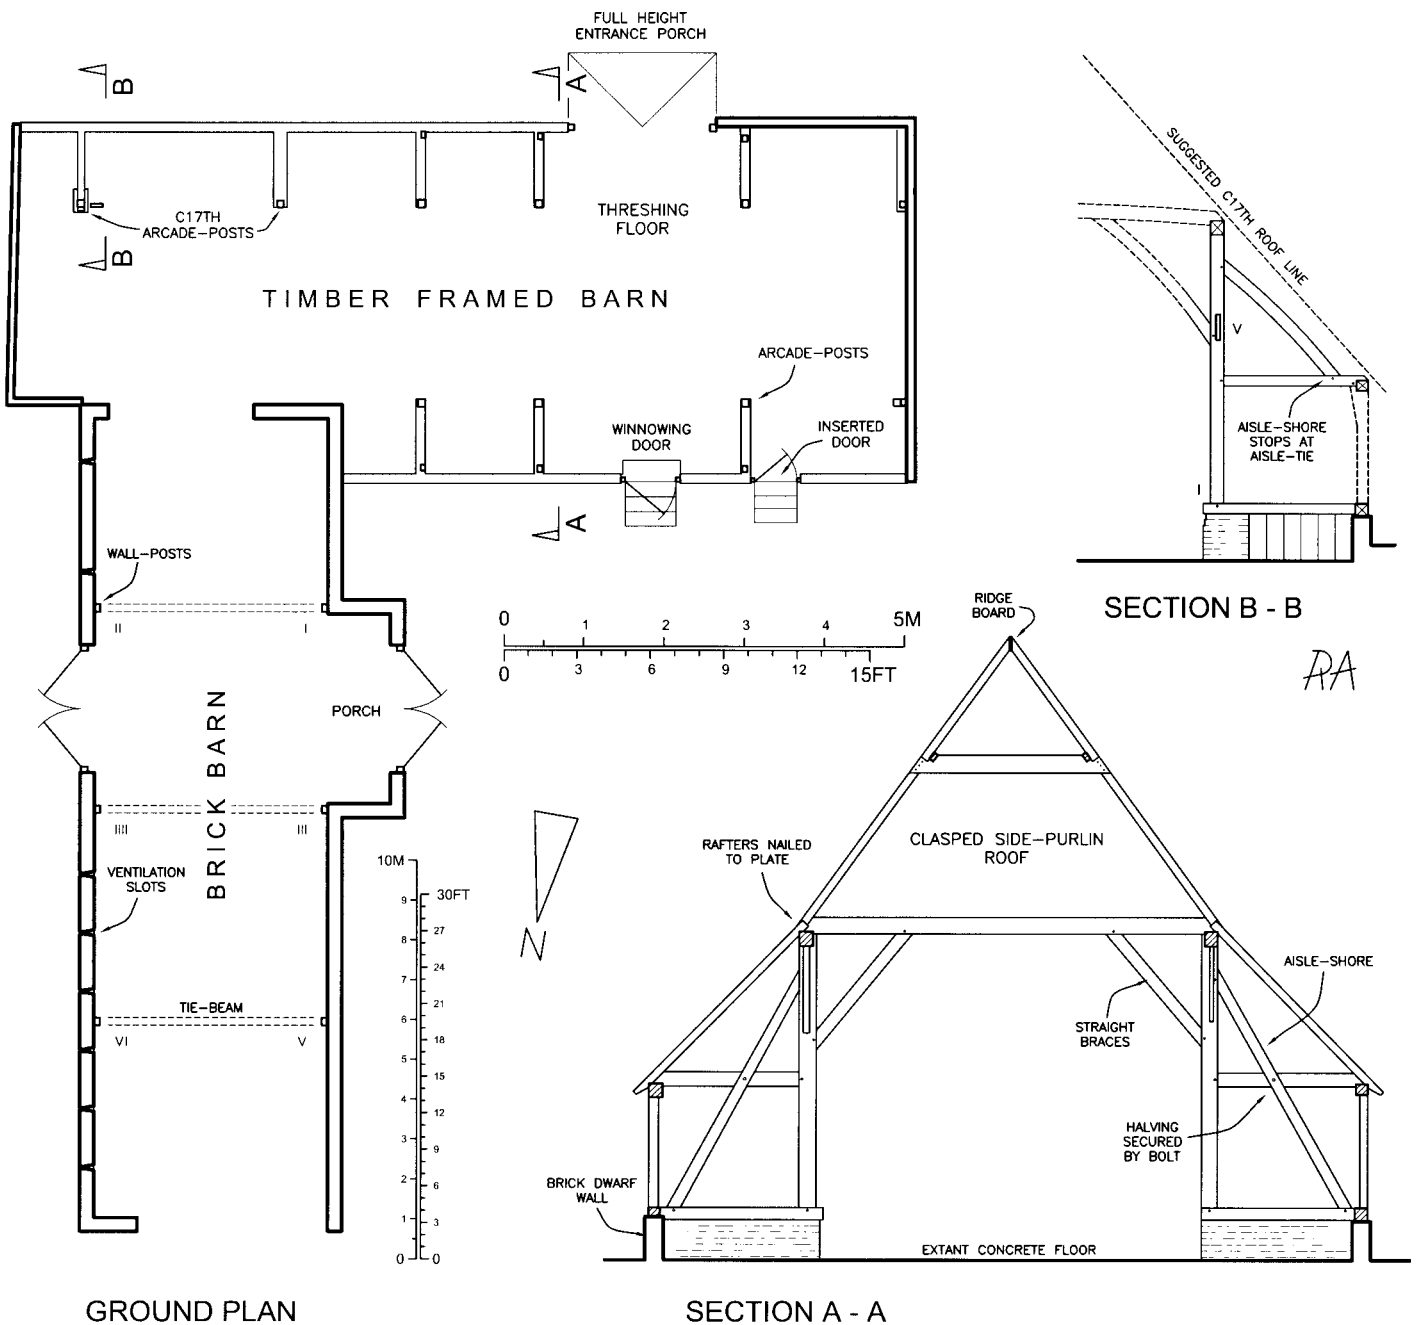 FULL HEIGHT
ENTRANCE PORCH
B
A
C17TH
ARCADE-POSTS
THRESHING
FLOOR
B
TIMBER FRAMED BARN
ARCADE-POSTS
WINNOWING
DOOR
INSERTED
DOOR
A
SUGGESTED C17TH ROOF LINE
V
AISLE-SHORE
STOPS AT
AISLE-TIE
I
SECTION B - B
WALL-POSTS
II
I
PORCH
BRICK BARN
IIII
III
VENTILATION
SLOTS
TIE-BEAM
VI
V
0 1 2 3 4 5M
0 3 6 9 12 15FT
N
10M
30FT
9
27
8
24
7
21
6
18
5
15
4
12
3
9
2
6
1
3
0
0
RIDGE
BOARD
RA
RAFTERS NAILED
TO PLATE
CLASPED SIDE-PURLIN
ROOF
AISLE-SHORE
STRAIGHT
BRACES
HALVING
SECURED
BY BOLT
BRICK DWARF
WALL
EXTANT CONCRETE FLOOR
GROUND PLAN
SECTION A - A